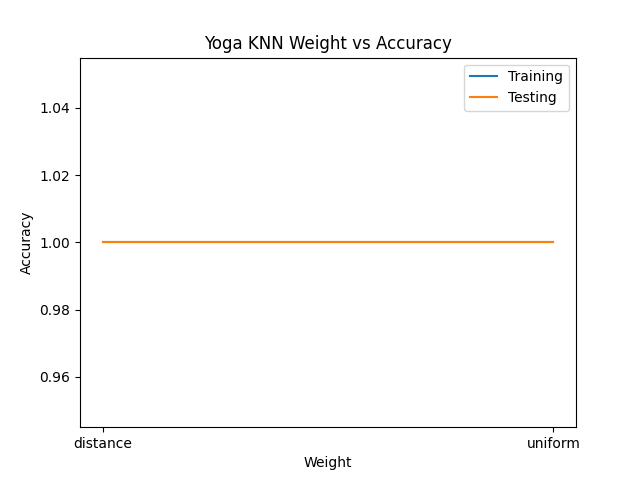 Yoga KNN Weight vs Accuracy
Training
Testing
1.04
1.02
1.00
0.98
0.96
Accuracy
distance
uniform
Weight